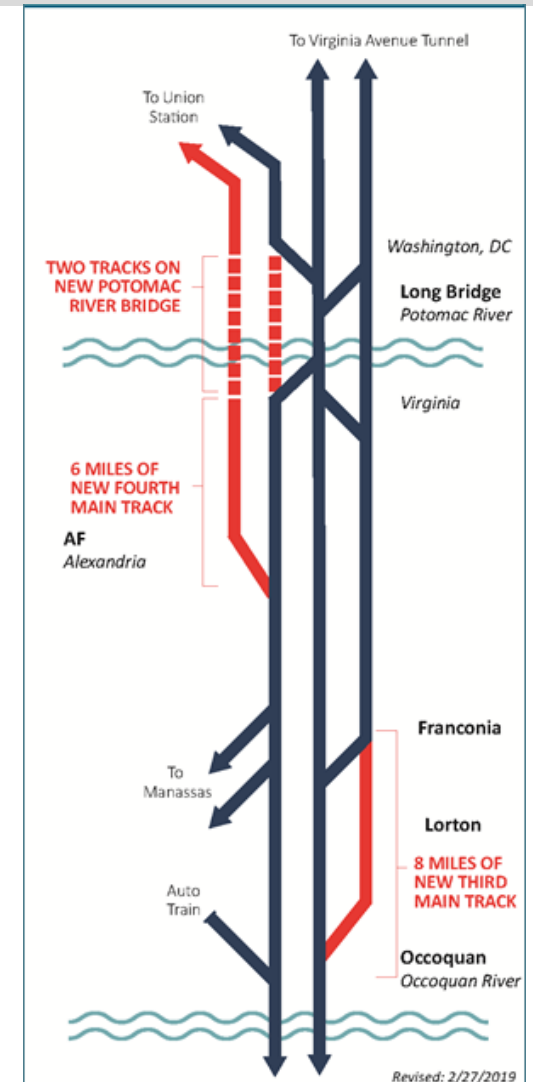 To Virginia Avenue Tunnel
To Union
Station
Washington, DC
TWO TRACKS ON
NEW POTOMAC
RIVER BRIDGE
Long Bridge
Potomac River
Virginia
6 MILES OF
NEW FOURTH
MAIN TRACK
AF
Alexandria
Franconia
To
Manassas
Lorton
8 MILES OF
NEW THIRD
MAIN TRACK
Auto
Train
Occoquan
Occoquan River
Revised: 2/27/2019